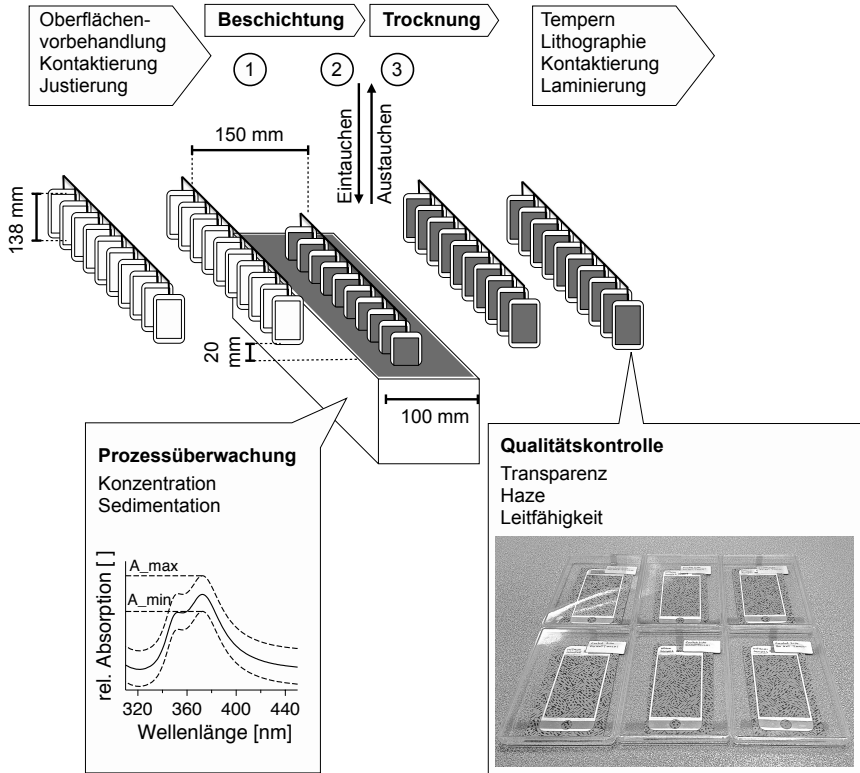 Oberflächen-
vorbehandlung
Kontaktierung
Justierung
Beschichtung
Trocknung
Tempern
Lithographie
Kontaktierung
Laminierung
1
2
3
Eintauchen
Austauchen
150 mm
138 mm
20
mm
100 mm
Prozessüberwachung
Konzentration
Sedimentation
rel. Absorption [ ]
A_max
A_min
320
360
400
440
Wellenlänge [nm]
Qualitätskontrolle
Transparenz
Haze
Leitfähigkeit